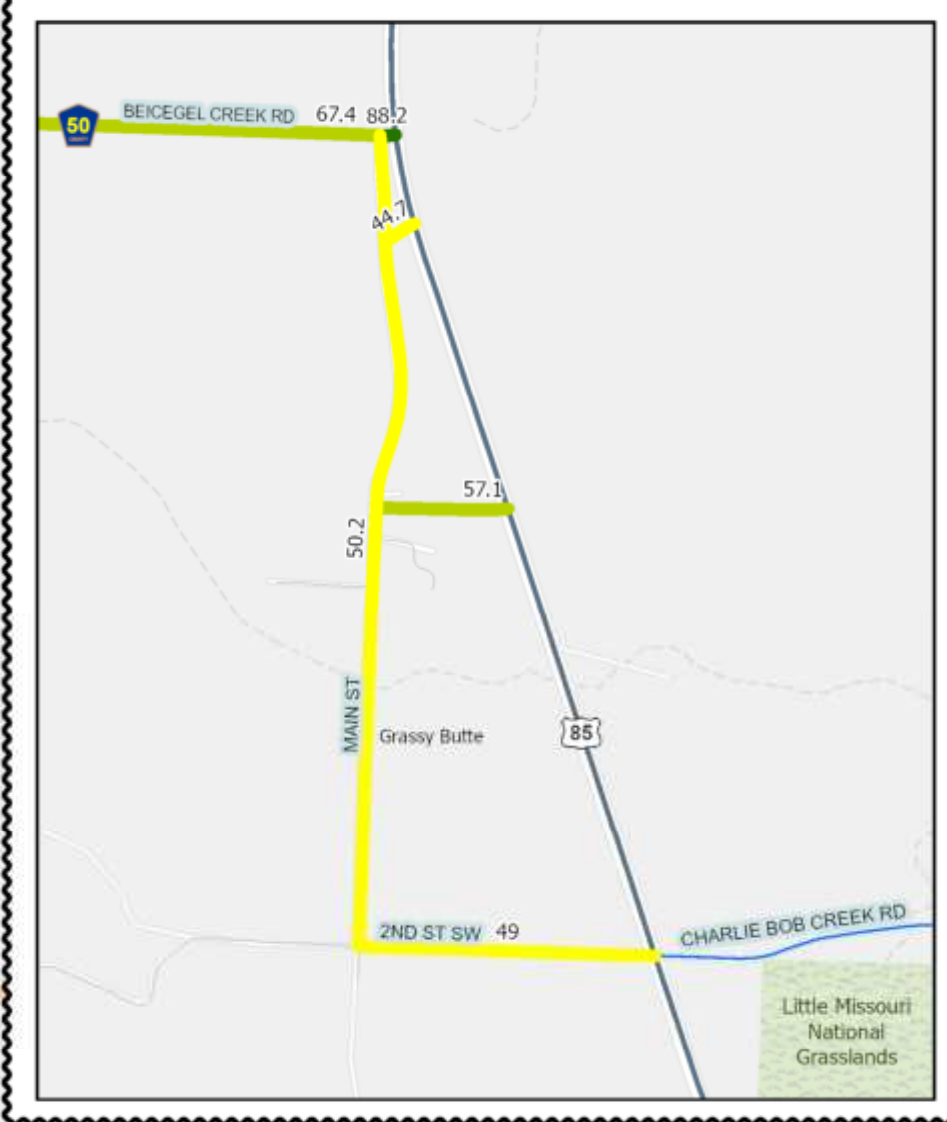 BEICEGEL CREEK RD
67.4
88.2
50
44.7
57.1
50.2
MAIN ST
Grassy Butte
85
2ND ST SW
49
CHARLIE BOB CREEK RD
Little Missouri
National
Grasslands